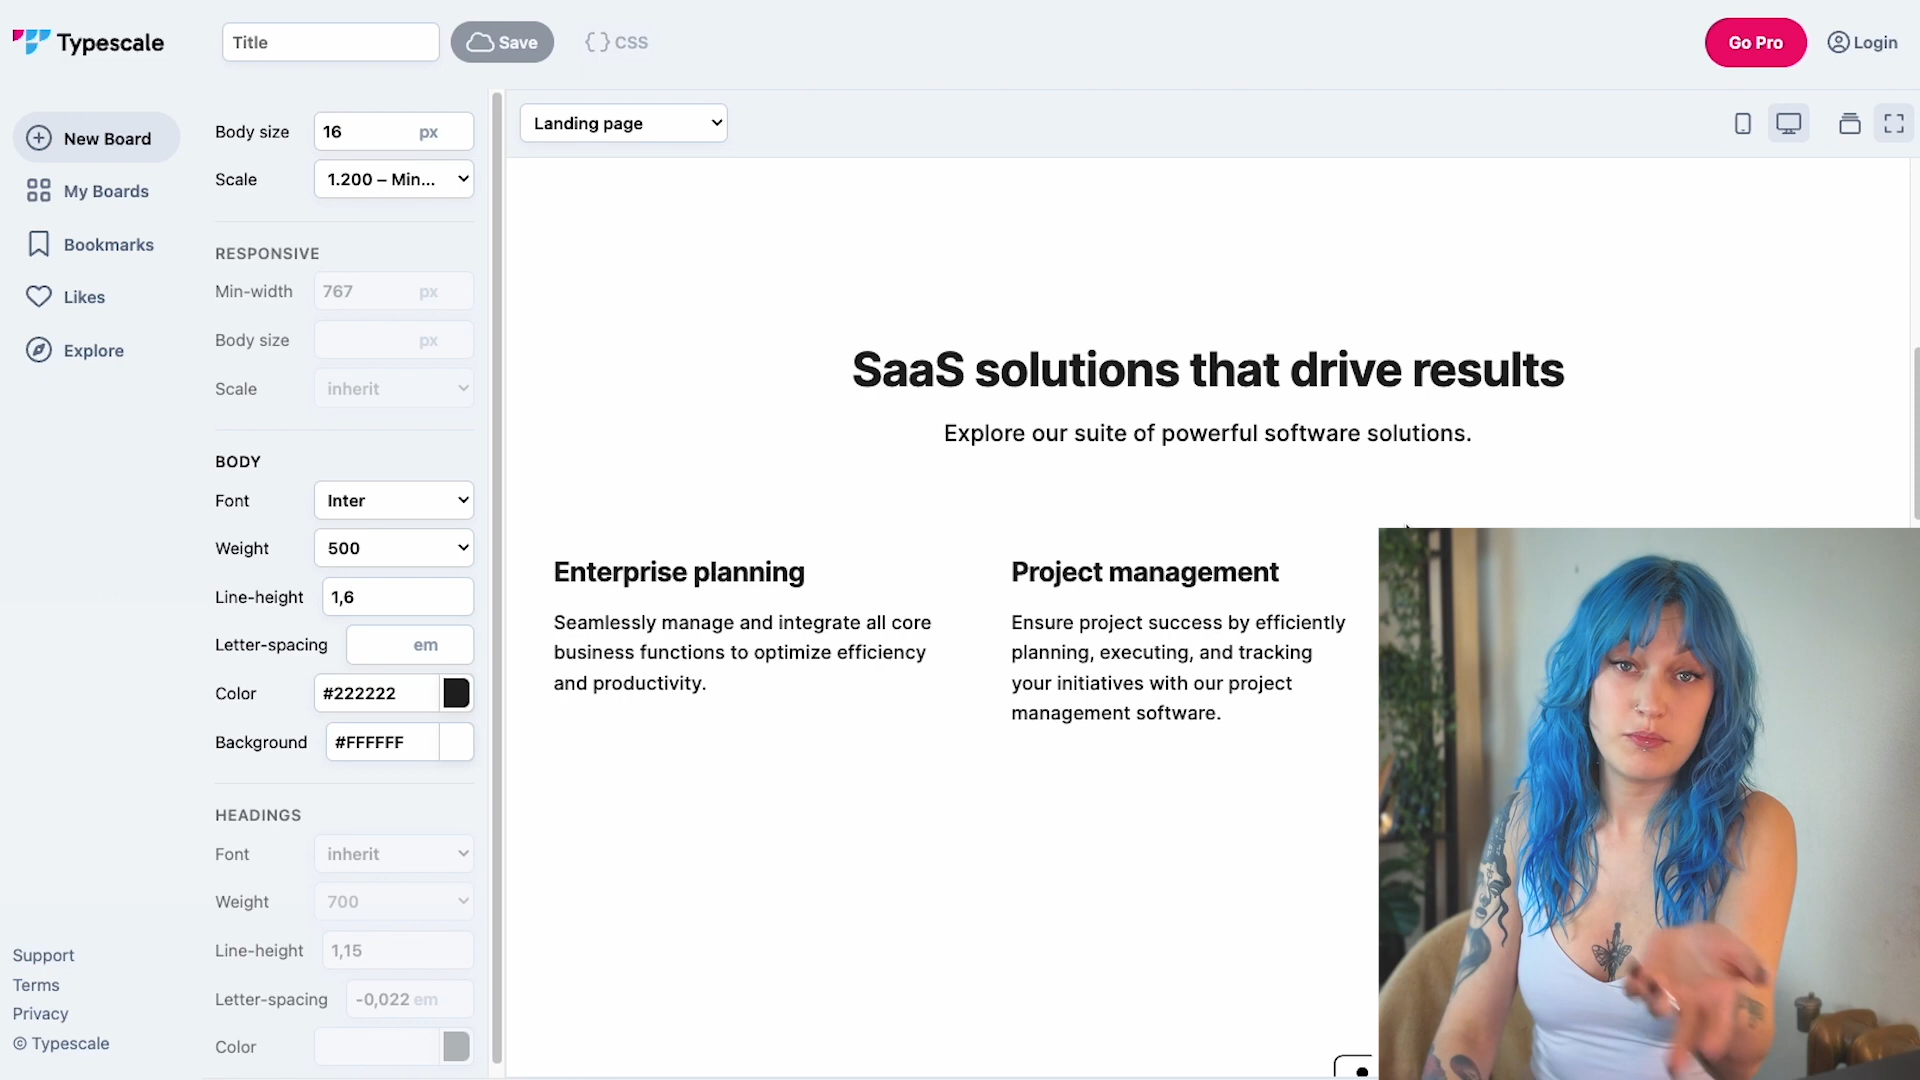 Typescale
Title
Save
{ } CSS
Go Pro
Login
New Board
My Boards
Bookmarks
Likes
Explore
Support
Terms
Privacy
© Typescale
Body size 16 px
Scale 1.200 – Min...
RESPONSIVE
Min-width 767 px
Body size px
Scale inherit
BODY
Font Inter
Weight 500
Line-height 1,6
Letter-spacing em
Color #222222
Background #FFFFFF
HEADINGS
Font inherit
Weight 700
Line-height 1,15
Letter-spacing -0,022 em
Color
Landing page
SaaS solutions that drive results
Explore our suite of powerful software solutions.
Enterprise planning
Seamlessly manage and integrate all core
business functions to optimize efficiency
and productivity.
Project management
Ensure project success by efficiently
planning, executing, and tracking
your initiatives with our project
management software.